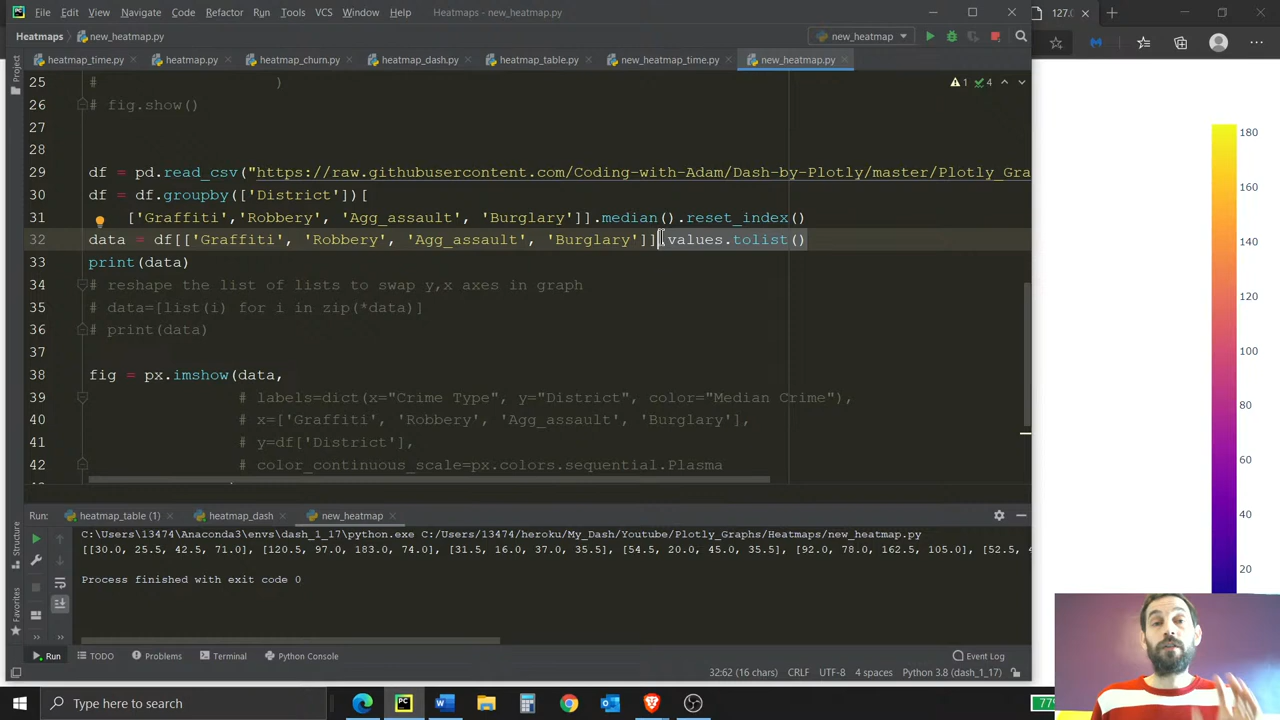 File Edit View Navigate Code Refactor Run Tools VCS Window Help Heatmaps - new_heatmap.py
127.
Heatmaps new_heatmap.py new_heatmap
heatmap_time.py heatmap.py heatmap_churn.py heatmap_dash.py heatmap_table.py new_heatmap_time.py new_heatmap.py
Project
1 4
25 # )
26 # fig.show()
27
28
29 df = pd.read_csv("https://raw.githubusercontent.com/Coding-with-Adam/Dash-by-Plotly/master/Plotly_Gra
30 df = df.groupby(['District'])[
31 ['Graffiti','Robbery', 'Agg_assault', 'Burglary']].median().reset_index()
32 data = df[['Graffiti', 'Robbery', 'Agg_assault', 'Burglary']].values.tolist()
33 print(data)
34 # reshape the list of lists to swap y,x axes in graph
35 # data=[list(i) for i in zip(*data)]
36 # print(data)
37
38 fig = px.imshow(data,
39 # labels=dict(x="Crime Type", y="District", color="Median Crime"),
40 # x=['Graffiti', 'Robbery', 'Agg_assault', 'Burglary'],
41 # y=df['District'],
42 # color_continuous_scale=px.colors.sequential.Plasma
180
160
140
120
100
80
60
40
20
Run: heatmap_table (1) heatmap_dash new_heatmap
C:\Users\13474\Anaconda3\envs\dash_1_17\python.exe C:/Users/13474/heroku/My_Dash/Youtube/Plotly_Graphs/Heatmaps/new_heatmap.py
[[30.0, 25.5, 42.5, 71.0], [120.5, 97.0, 183.0, 74.0], [31.5, 16.0, 37.0, 35.5], [54.5, 20.0, 45.0, 35.5], [92.0, 78.0, 162.5, 105.0], [52.5, 4
Process finished with exit code 0
Structure
Favorites
Run TODO Problems Terminal Python Console Event Log
32:62 (16 chars) CRLF UTF-8 4 spaces Python 3.8 (dash_1_17)
Type here to search
77%